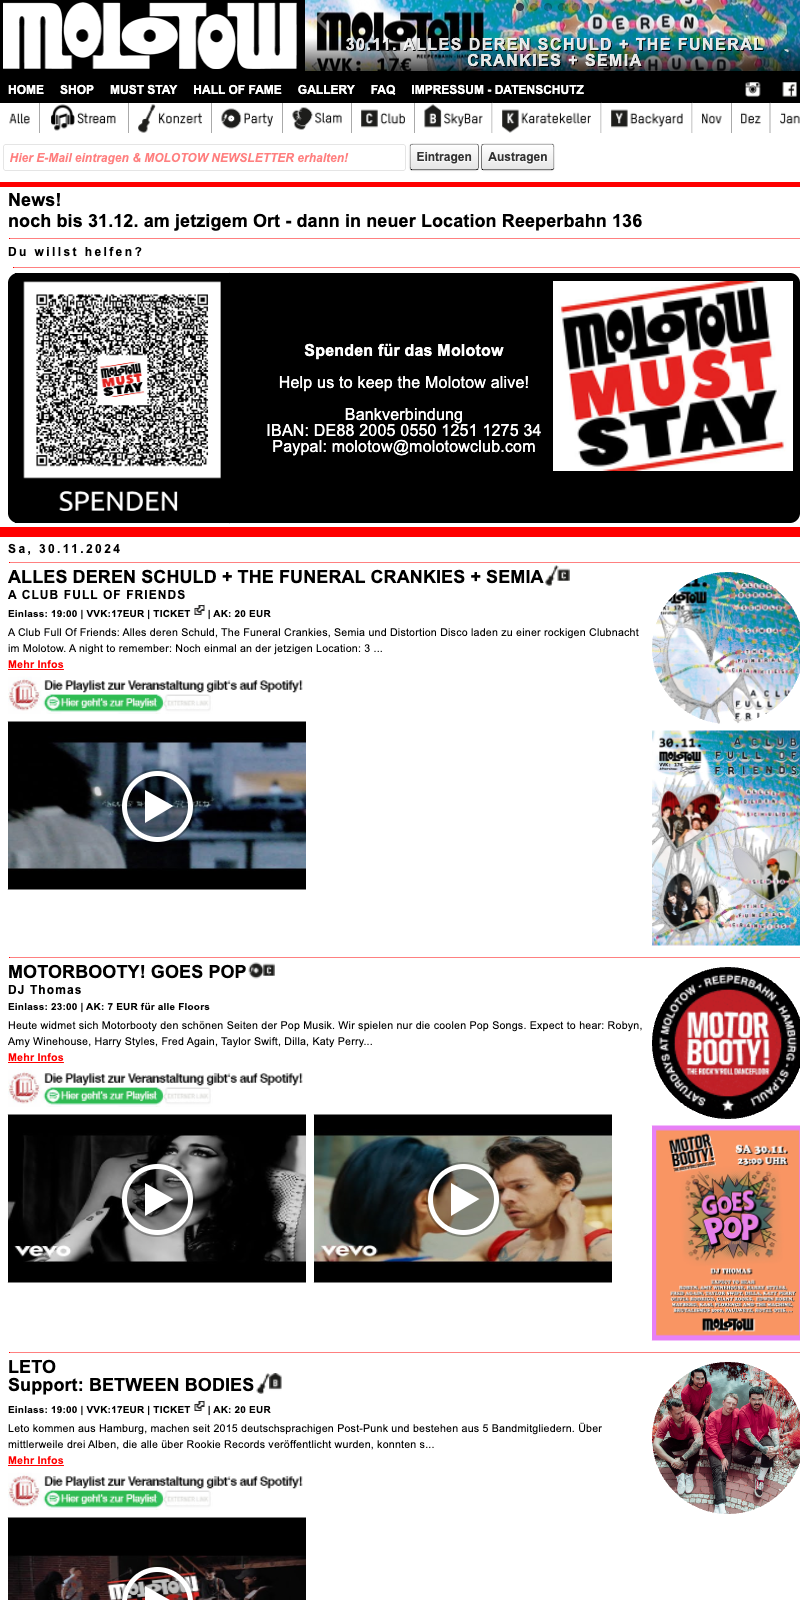 MOLOTOW
30.11. ALLES DEREN SCHULD + THE FUNERAL
CRANKIES + SEMIA
HOME SHOP MUST STAY HALL OF FAME GALLERY FAQ IMPRESSUM - DATENSCHUTZ
Alle Stream Konzert Party Slam C Club B SkyBar K Karatekeller Y Backyard Nov Dez Jan
Hier E-Mail eintragen & MOLOTOW NEWSLETTER erhalten! Eintragen Austragen
News!
noch bis 31.12. am jetzigem Ort - dann in neuer Location Reeperbahn 136
Du willst helfen?
MOLOTOW
MUST
STAY
SPENDEN
Spenden für das Molotow
Help us to keep the Molotow alive!
Bankverbindung
IBAN: DE88 2005 0550 1251 1275 34
Paypal: molotow@molotowclub.com
MOLOTOW
MUST
STAY
Sa, 30.11.2024
ALLES DEREN SCHULD + THE FUNERAL CRANKIES + SEMIA C
A CLUB FULL OF FRIENDS
Einlass: 19:00 | VVK:17EUR | TICKET | AK: 20 EUR
A Club Full Of Friends: Alles deren Schuld, The Funeral Crankies, Semia und Distortion Disco laden zu einer rockigen Clubnacht
im Molotow. A night to remember: Noch einmal an der jetzigen Location: 3 ...
Mehr Infos
Die Playlist zur Veranstaltung gibt's auf Spotify!
Hier geht's zur Playlist EXTERNER LINK
30.11.
MOLOTOW
VVK: 17€
A CLUB
FULL OF
FRIENDS
MOTORBOOTY! GOES POP C
DJ Thomas
Einlass: 23:00 | AK: 7 EUR für alle Floors
Heute widmet sich Motorbooty den schönen Seiten der Pop Musik. Wir spielen nur die coolen Pop Songs. Expect to hear: Robyn,
Amy Winehouse, Harry Styles, Fred Again, Taylor Swift, Dilla, Katy Perry...
Mehr Infos
Die Playlist zur Veranstaltung gibt's auf Spotify!
Hier geht's zur Playlist EXTERNER LINK
vevo
vevo
SATURDAYS AT MOLOTOW - REEPERBAHN - HAMBURG - ST.PAULI
MOTOR
BOOTY!
THE ROCK'N'ROLL DANCEFLOOR
MOTOR
BOOTY!
SA 30.11.
23:00 UHR
GOES
POP
DJ THOMAS
MOLOTOW
LETO
Support: BETWEEN BODIES B
Einlass: 19:00 | VVK:17EUR | TICKET | AK: 20 EUR
Leto kommen aus Hamburg, machen seit 2015 deutschsprachigen Post-Punk und bestehen aus 5 Bandmitgliedern. Über
mittlerweile drei Alben, die alle über Rookie Records veröffentlicht wurden, konnten s...
Mehr Infos
Die Playlist zur Veranstaltung gibt's auf Spotify!
Hier geht's zur Playlist EXTERNER LINK
MOLOTOW